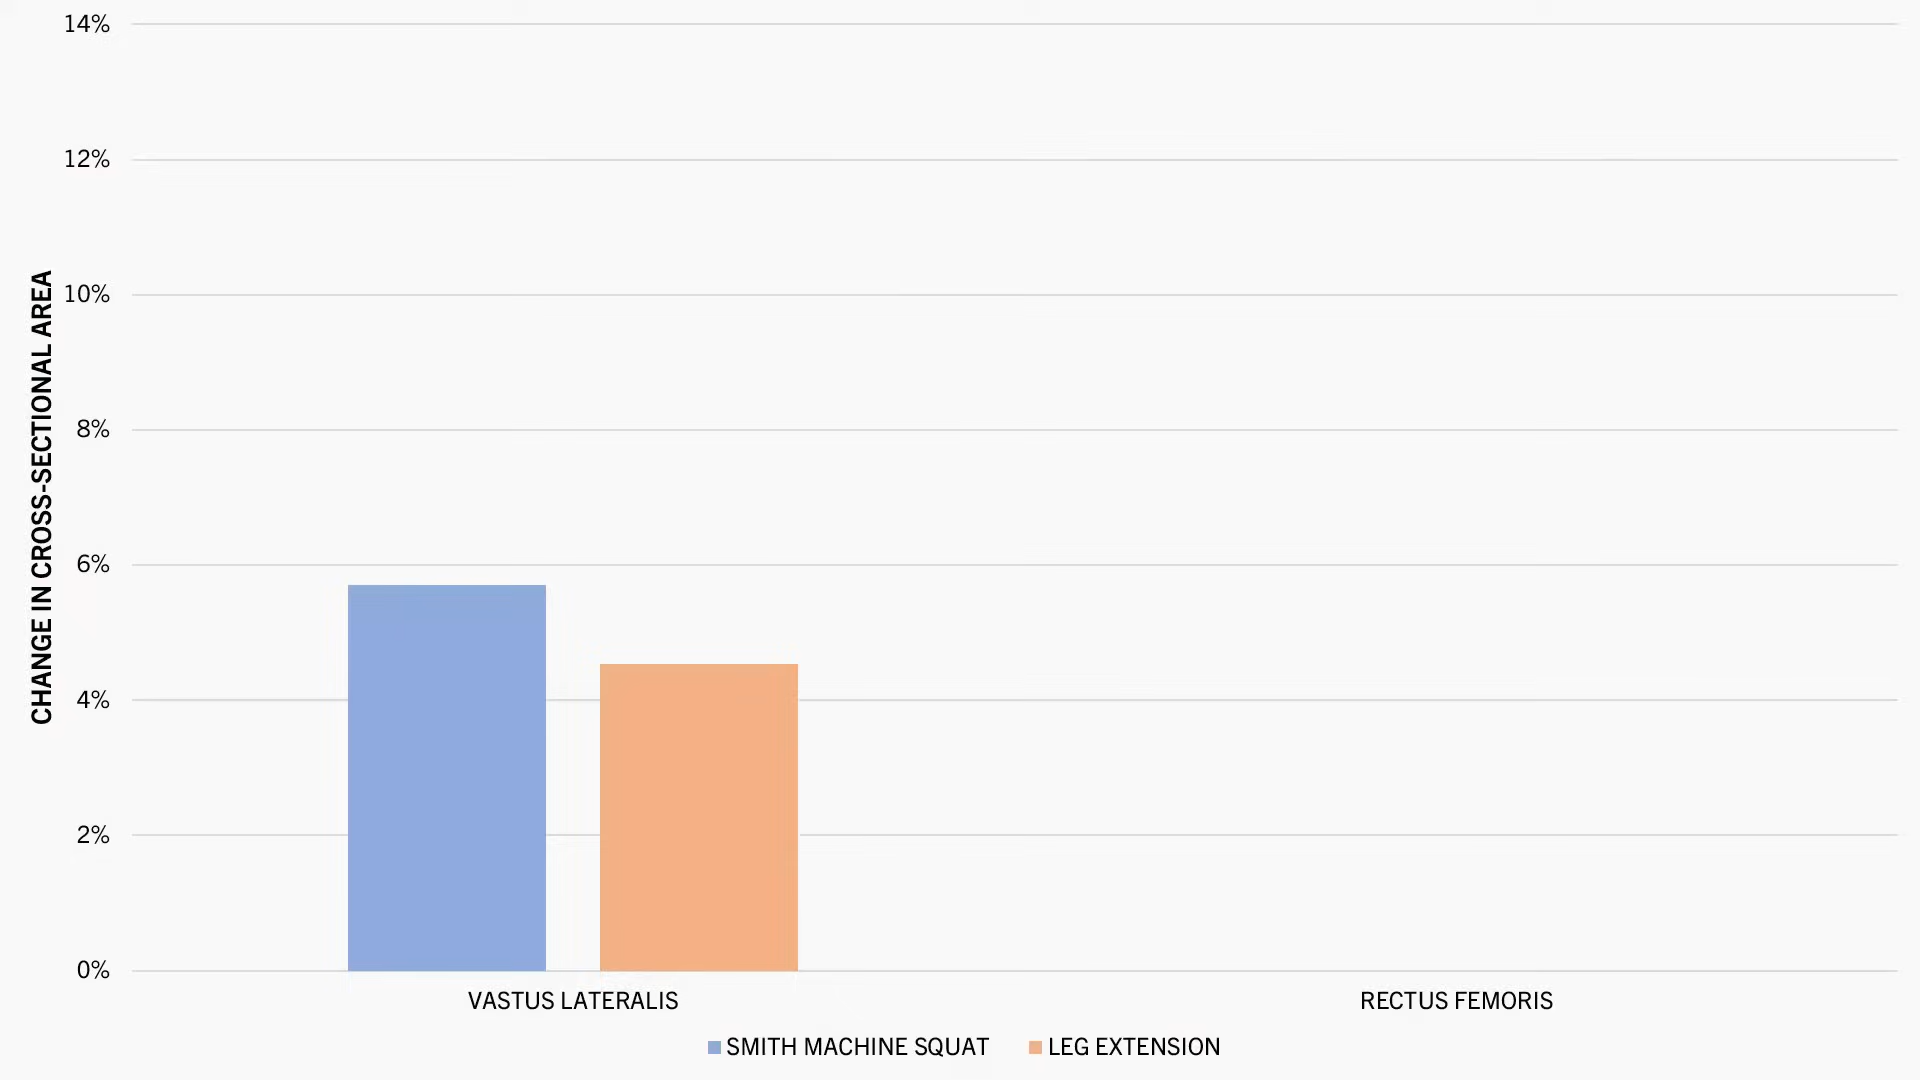 14%
12%
10%
8%
6%
4%
2%
0%
CHANGE IN CROSS-SECTIONAL AREA
VASTUS LATERALIS
RECTUS FEMORIS
SMITH MACHINE SQUAT
LEG EXTENSION